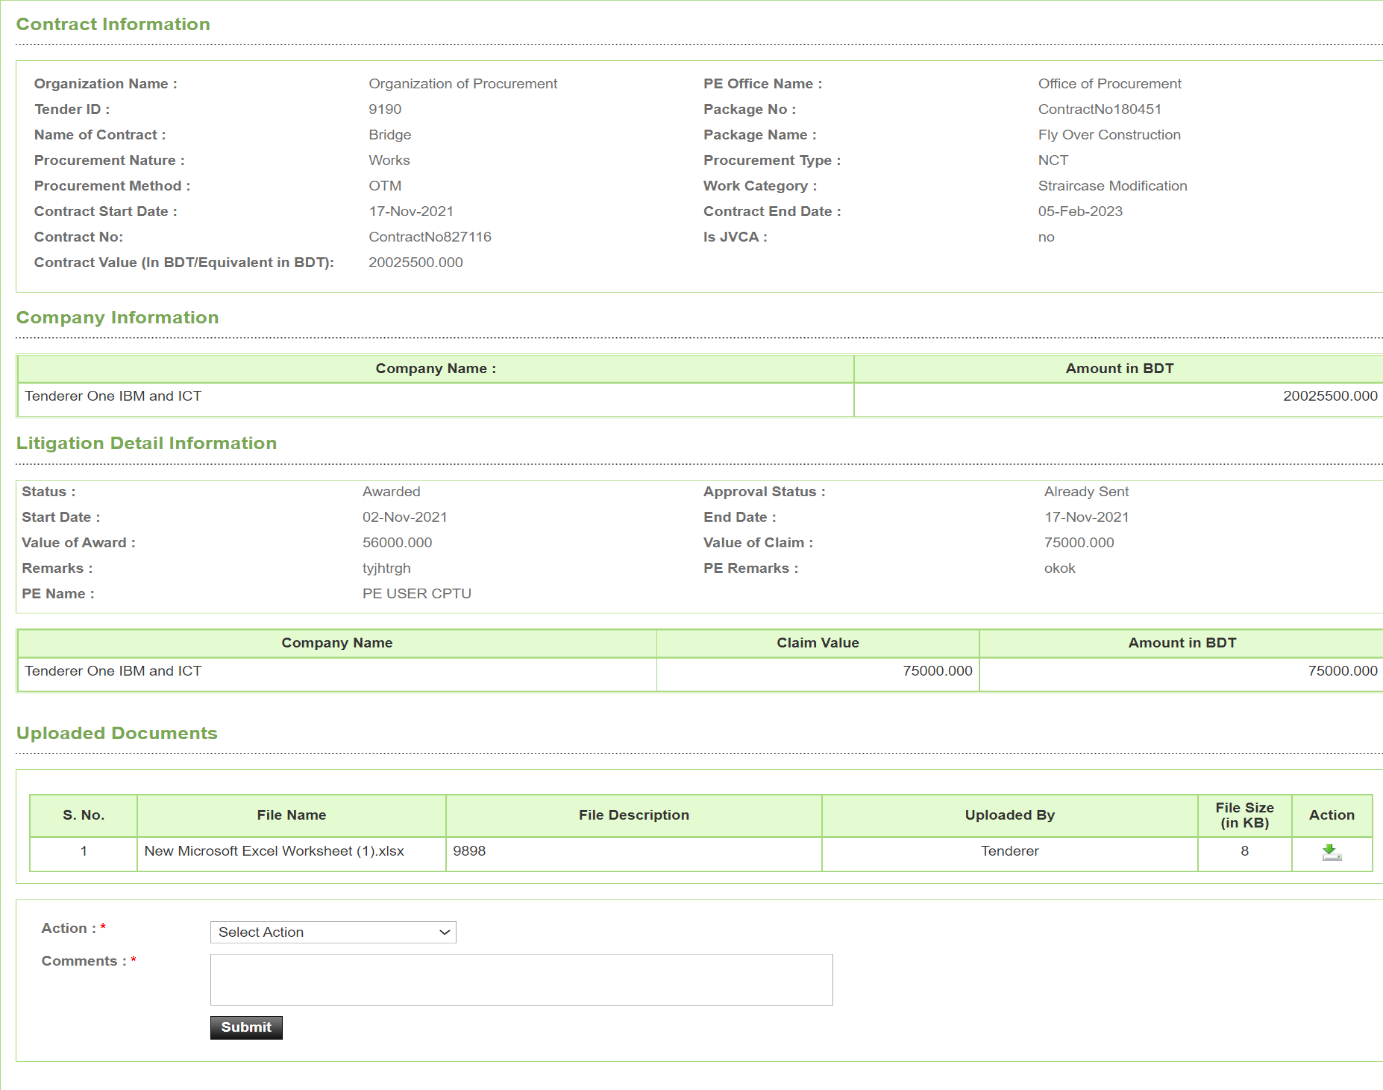 Contract Information
Organization Name : Organization of Procurement PE Office Name : Office of Procurement
Tender ID : 9190 Package No : ContractNo180451
Name of Contract : Bridge Package Name : Fly Over Construction
Procurement Nature : Works Procurement Type : NCT
Procurement Method : OTM Work Category : Straircase Modification
Contract Start Date : 17-Nov-2021 Contract End Date : 05-Feb-2023
Contract No: ContractNo827116 Is JVCA : no
Contract Value (In BDT/Equivalent in BDT): 20025500.000
Company Information
Company Name : Amount in BDT
Tenderer One IBM and ICT 20025500.000
Litigation Detail Information
Status : Awarded Approval Status : Already Sent
Start Date : 02-Nov-2021 End Date : 17-Nov-2021
Value of Award : 56000.000 Value of Claim : 75000.000
Remarks : tyjhtrgh PE Remarks : okok
PE Name : PE USER CPTU
Company Name Claim Value Amount in BDT
Tenderer One IBM and ICT 75000.000 75000.000
Uploaded Documents
S. No. File Name File Description Uploaded By File Size (in KB) Action
1 New Microsoft Excel Worksheet (1).xlsx 9898 Tenderer 8
Action : * Select Action
Comments : *
Submit